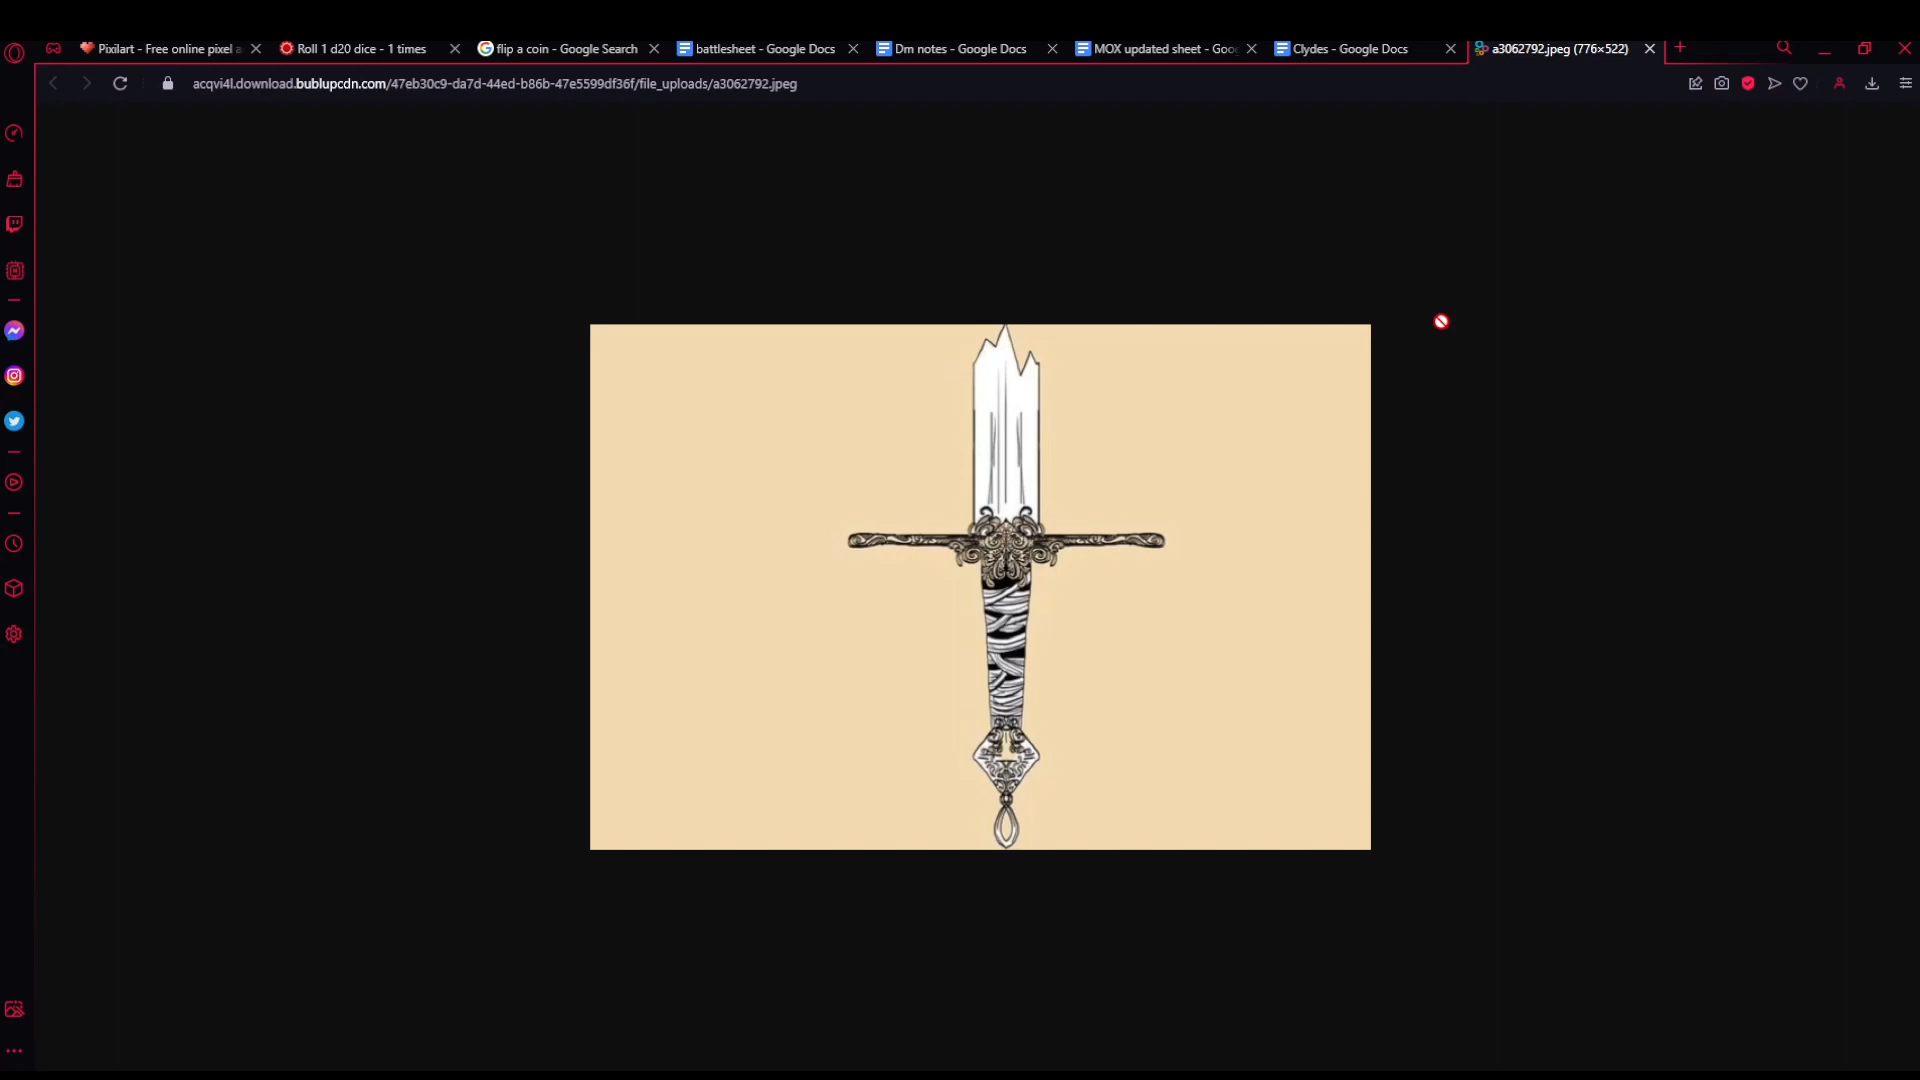 Pixilart - Free online pixel a
Roll 1 d20 dice - 1 times
flip a coin - Google Search
battlesheet - Google Docs
Dm notes - Google Docs
MOX updated sheet - Goo
Clydes - Google Docs
a3062792.jpeg (776×522)
acqvi4l.download.bublupcdn.com/47eb30c9-da7d-44ed-b86b-47e5599df36f/file_uploads/a3062792.jpeg